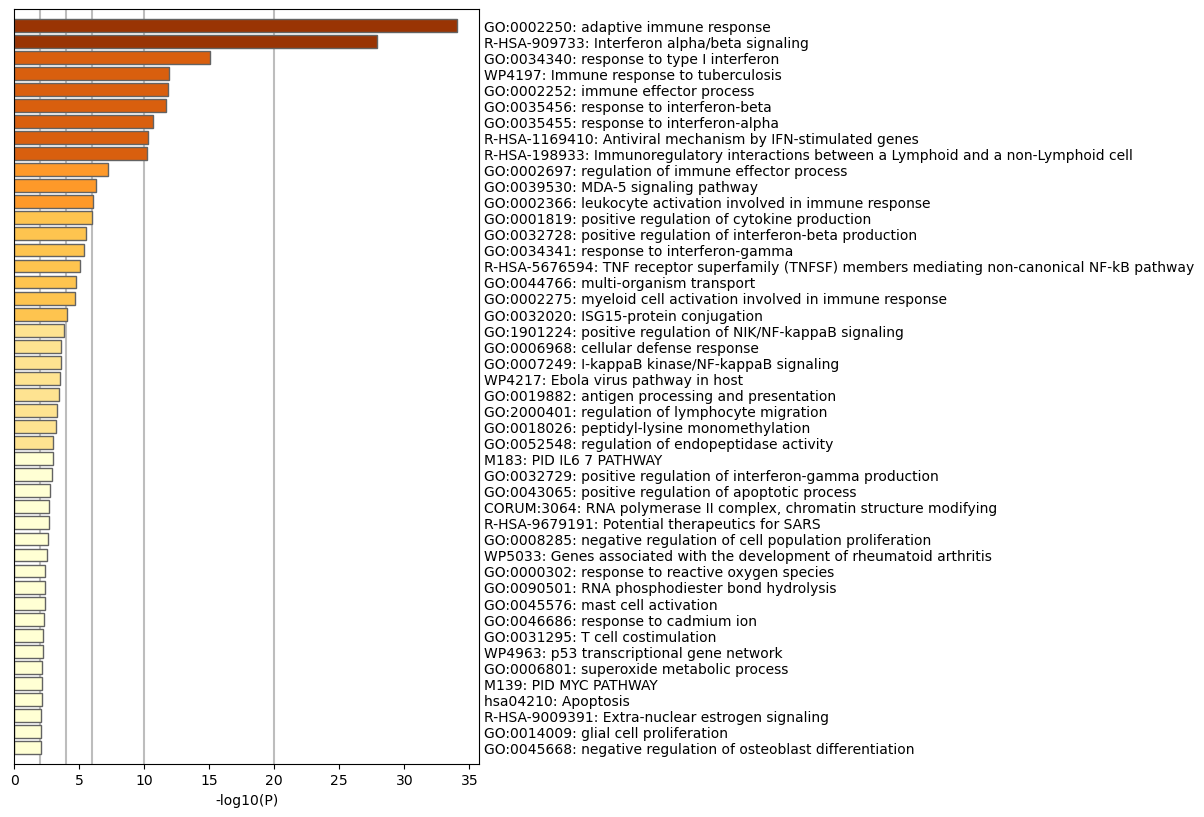 GO:0002250: adaptive immune response
R-HSA-909733: Interferon alpha/beta signaling
GO:0034340: response to type I interferon
WP4197: Immune response to tuberculosis
GO:0002252: immune effector process
GO:0035456: response to interferon-beta
GO:0035455: response to interferon-alpha
R-HSA-1169410: Antiviral mechanism by IFN-stimulated genes
R-HSA-198933: Immunoregulatory interactions between a Lymphoid and a non-Lymphoid cell
GO:0002697: regulation of immune effector process
GO:0039530: MDA-5 signaling pathway
GO:0002366: leukocyte activation involved in immune response
GO:0001819: positive regulation of cytokine production
GO:0032728: positive regulation of interferon-beta production
GO:0034341: response to interferon-gamma
R-HSA-5676594: TNF receptor superfamily (TNFSF) members mediating non-canonical NF-kB pathway
GO:0044766: multi-organism transport
GO:0002275: myeloid cell activation involved in immune response
GO:0032020: ISG15-protein conjugation
GO:1901224: positive regulation of NIK/NF-kappaB signaling
GO:0006968: cellular defense response
GO:0007249: I-kappaB kinase/NF-kappaB signaling
WP4217: Ebola virus pathway in host
GO:0019882: antigen processing and presentation
GO:2000401: regulation of lymphocyte migration
GO:0018026: peptidyl-lysine monomethylation
GO:0052548: regulation of endopeptidase activity
M183: PID IL6 7 PATHWAY
GO:0032729: positive regulation of interferon-gamma production
GO:0043065: positive regulation of apoptotic process
CORUM:3064: RNA polymerase II complex, chromatin structure modifying
R-HSA-9679191: Potential therapeutics for SARS
GO:0008285: negative regulation of cell population proliferation
WP5033: Genes associated with the development of rheumatoid arthritis
GO:0000302: response to reactive oxygen species
GO:0090501: RNA phosphodiester bond hydrolysis
GO:0045576: mast cell activation
GO:0046686: response to cadmium ion
GO:0031295: T cell costimulation
WP4963: p53 transcriptional gene network
GO:0006801: superoxide metabolic process
M139: PID MYC PATHWAY
hsa04210: Apoptosis
R-HSA-9009391: Extra-nuclear estrogen signaling
GO:0014009: glial cell proliferation
GO:0045668: negative regulation of osteoblast differentiation
0 5 10 15 20 25 30 35
-log10(P)